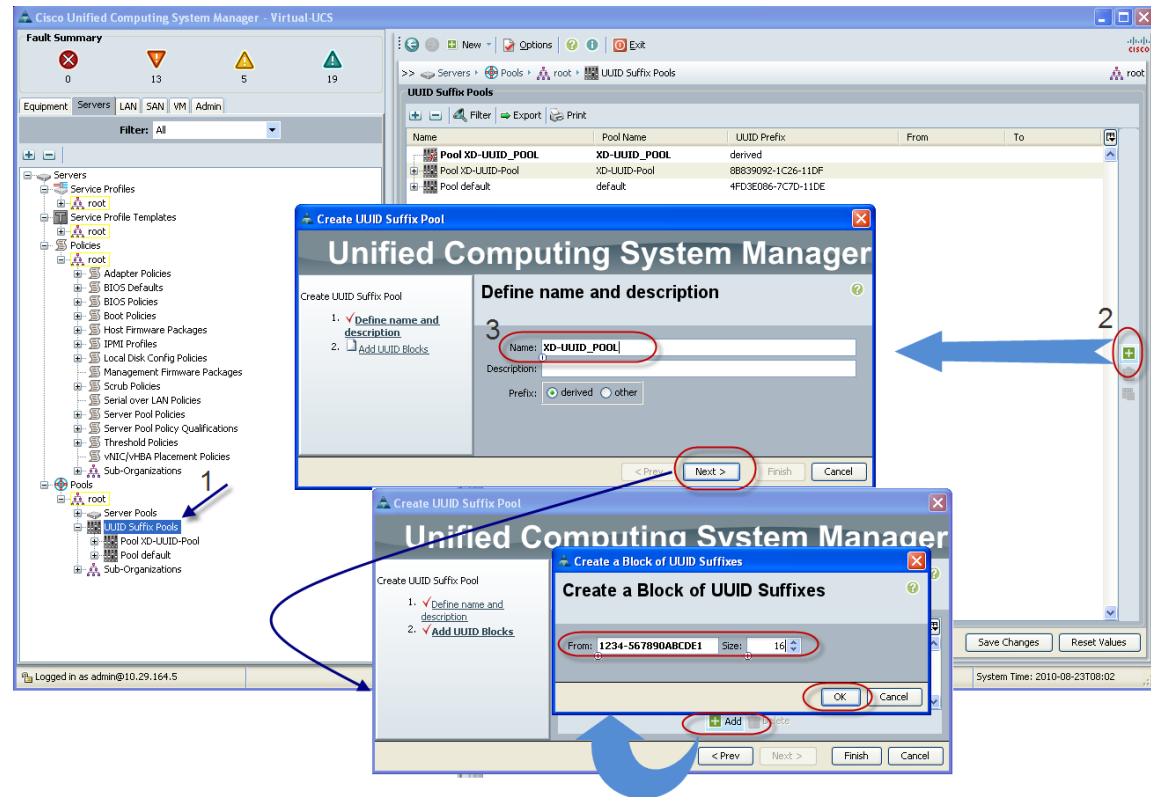 Cisco Unified Computing System Manager - Virtual-UCS
Fault Summary
0 13 5 19
New Options Exit
cisco
>> Servers Pools root UUID Suffix Pools root
UUID Suffix Pools
Equipment Servers LAN SAN VM Admin
Filter: All
Filter Export Print
Name Pool Name UUID Prefix From To
Pool XD-UUID_POOL XD-UUID_POOL derived
Pool XD-UUID-Pool XD-UUID-Pool 8B839092-1C26-11DF
Pool default default 4FD3E086-7C7D-11DE
Servers
Service Profiles
root
Service Profile Templates
root
Policies
root
Adapter Policies
BIOS Defaults
BIOS Policies
Boot Policies
Host Firmware Packages
IPMI Profiles
Local Disk Config Policies
Management Firmware Packages
Scrub Policies
Serial over LAN Policies
Server Pool Policies
Server Pool Policy Qualifications
Threshold Policies
vNIC/vHBA Placement Policies
Sub-Organizations
Pools
root
Server Pools
UUID Suffix Pools
Pool XD-UUID-Pool
Pool default
Sub-Organizations
1
2
Create UUID Suffix Pool
Unified Computing System Manager
Create UUID Suffix Pool
1. Define name and
description
2. Add UUID Blocks
Define name and description
3
Name: XD-UUID_POOL
Description:
Prefix: derived other
< Prev Next > Finish Cancel
Create UUID Suffix Pool
Unified Computing System Manager
Create UUID Suffix Pool
1. Define name and
description
2. Add UUID Blocks
Create a Block of UUID Suffixes
Create a Block of UUID Suffixes
From: 1234-567890ABCDE1 Size: 16
OK Cancel
Add Delete
< Prev Next > Finish Cancel
Save Changes Reset Values
Logged in as admin@10.29.164.5
System Time: 2010-08-23T08:02